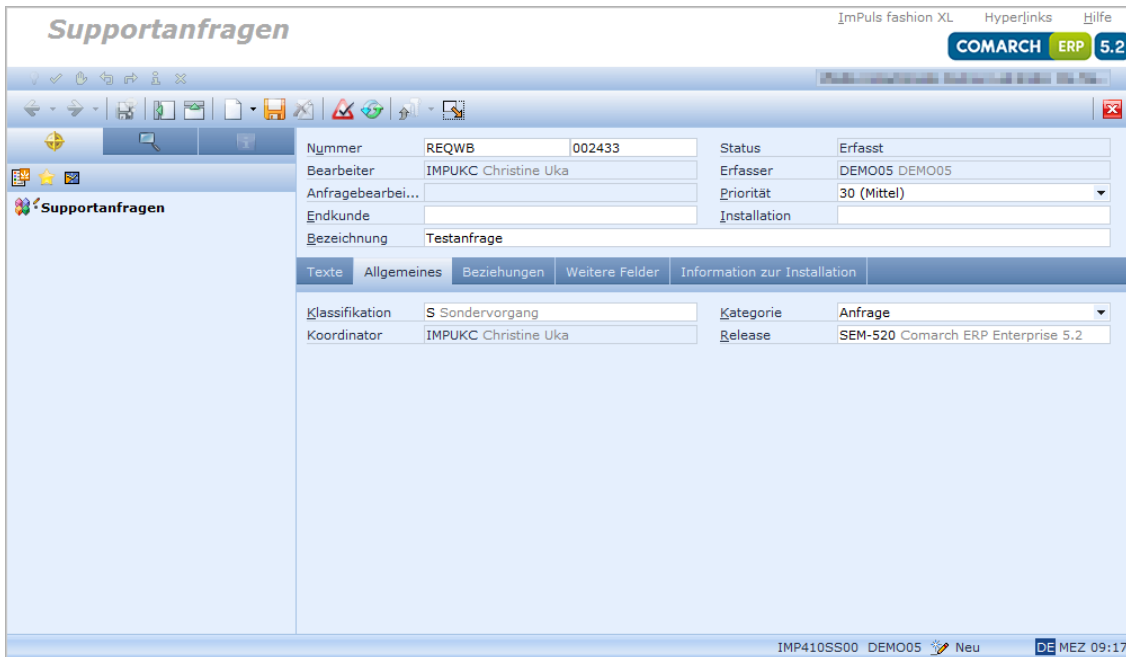 Supportanfragen
ImPuls fashion XL Hyperlinks Hilfe
COMARCH ERP 5.2
Nummer REQWB 002433 Status Erfasst
Bearbeiter IMPUKC Christine Uka Erfasser DEMO05 DEMO05
Anfragebearbei... Priorität 30 (Mittel)
Endkunde Installation
Bezeichnung Testanfrage
Supportanfragen
Texte Allgemeines Beziehungen Weitere Felder Information zur Installation
Klassifikation S Sondervorgang Kategorie Anfrage
Koordinator IMPUKC Christine Uka Release SEM-520 Comarch ERP Enterprise 5.2
IMP410SS00 DEMO05 Neu DE MEZ 09:17